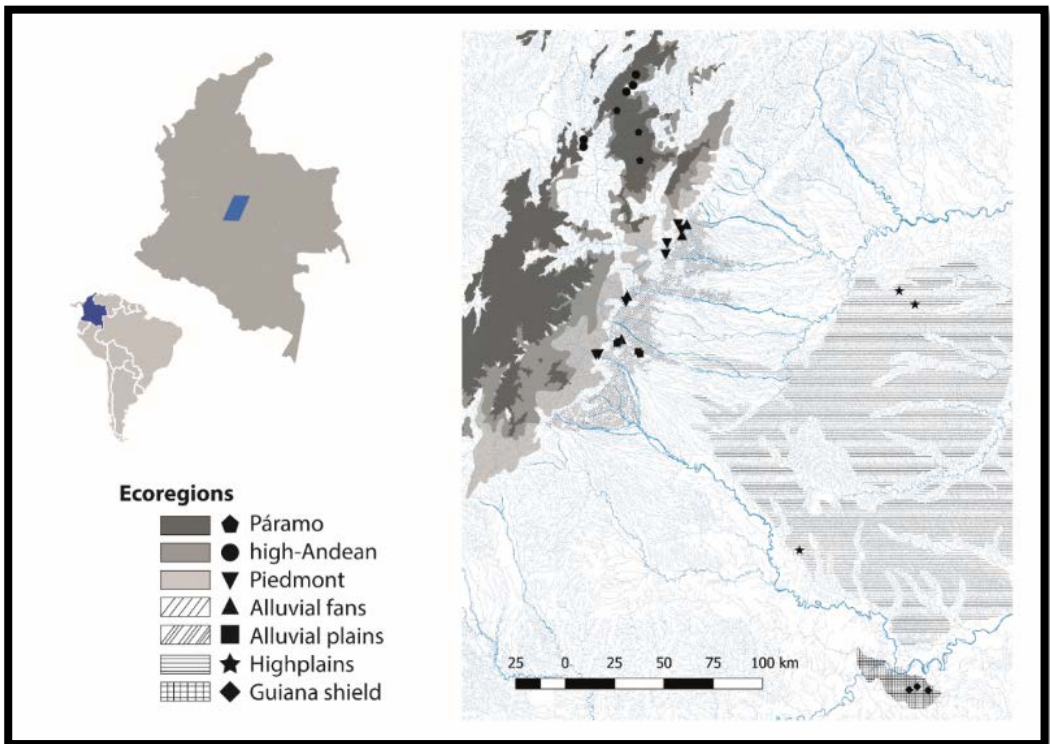 Ecoregions
Páramo
high-Andean
Piedmont
Alluvial fans
Alluvial plains
Highplains
Guiana shield
25 0 25 50 75 100 km